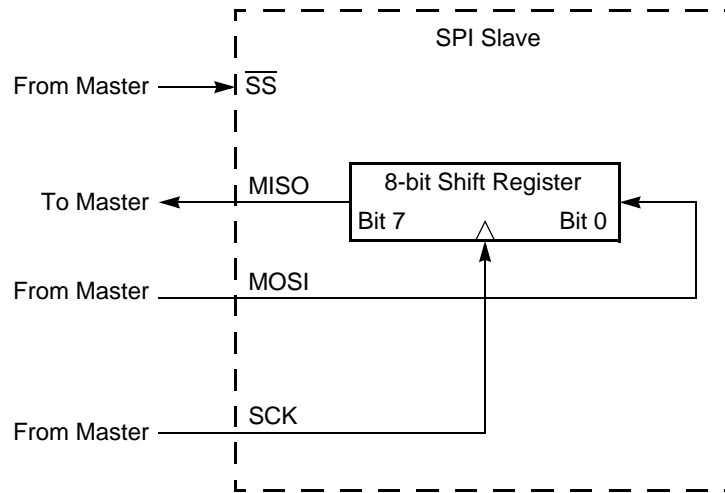 SPI Slave
From Master
S̅S̅
To Master
MISO
8-bit Shift Register
Bit 7
Bit 0
From Master
MOSI
From Master
SCK